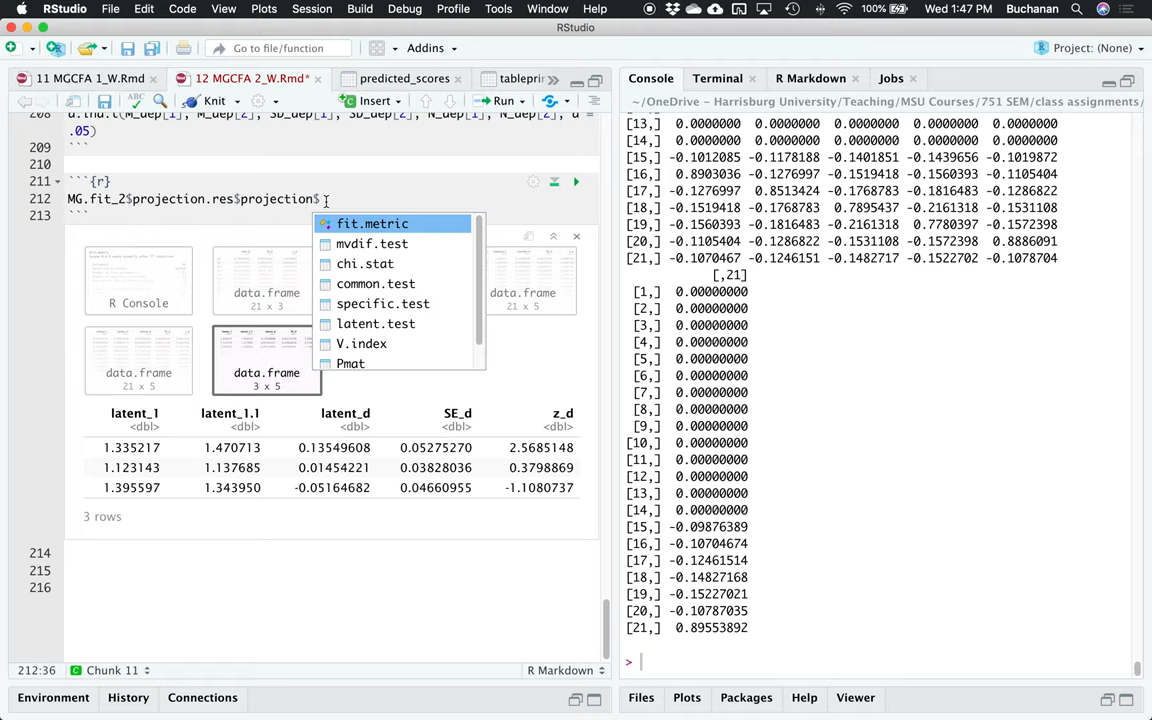 RStudio File Edit Code View Plots Session Build Debug Profile Tools Window Help 100% Wed 1:47 PM Buchanan
RStudio
Go to file/function Addins Project: (None)
11 MGCFA 1_W.Rmd 12 MGCFA 2_W.Rmd* predicted_scores tableprin
Knit Insert Run
208
.05)
209 ```
210
211 ```{r}
212 MG.fit_2$projection.res$projection$
213 ```
fit.metric
mvdif.test
chi.stat
common.test
specific.test
latent.test
V.index
Pmat
R Console
data.frame
21 x 3
21 x 5
data.frame
21 x 5
data.frame
3 x 5
latent_1 latent_1.1 latent_d SE_d z_d
<dbl> <dbl> <dbl> <dbl> <dbl>
1.335217 1.470713 0.13549608 0.05275270 2.5685148
1.123143 1.137685 0.01454221 0.03828036 0.3798869
1.395597 1.343950 -0.05164682 0.04660955 -1.1080737
3 rows
214
215
216
212:36 Chunk 11 R Markdown
Environment History Connections
Console Terminal R Markdown Jobs
~/OneDrive - Harrisburg University/Teaching/MSU Courses/751 SEM/class assignments/
[13,] 0.0000000 0.0000000 0.0000000 0.0000000 0.0000000
[14,] 0.0000000 0.0000000 0.0000000 0.0000000 0.0000000
[15,] -0.1012085 -0.1178188 -0.1401851 -0.1439656 -0.1019872
[16,] 0.8903036 -0.1276997 -0.1519418 -0.1560393 -0.1105404
[17,] -0.1276997 0.8513424 -0.1768783 -0.1816483 -0.1286822
[18,] -0.1519418 -0.1768783 0.7895437 -0.2161318 -0.1531108
[19,] -0.1560393 -0.1816483 -0.2161318 0.7780397 -0.1572398
[20,] -0.1105404 -0.1286822 -0.1531108 -0.1572398 0.8886091
[21,] -0.1070467 -0.1246151 -0.1482717 -0.1522702 -0.1078704
[,21]
[1,] 0.00000000
[2,] 0.00000000
[3,] 0.00000000
[4,] 0.00000000
[5,] 0.00000000
[6,] 0.00000000
[7,] 0.00000000
[8,] 0.00000000
[9,] 0.00000000
[10,] 0.00000000
[11,] 0.00000000
[12,] 0.00000000
[13,] 0.00000000
[14,] 0.00000000
[15,] -0.09876389
[16,] -0.10704674
[17,] -0.12461514
[18,] -0.14827168
[19,] -0.15227021
[20,] -0.10787035
[21,] 0.89553892
>
Files Plots Packages Help Viewer